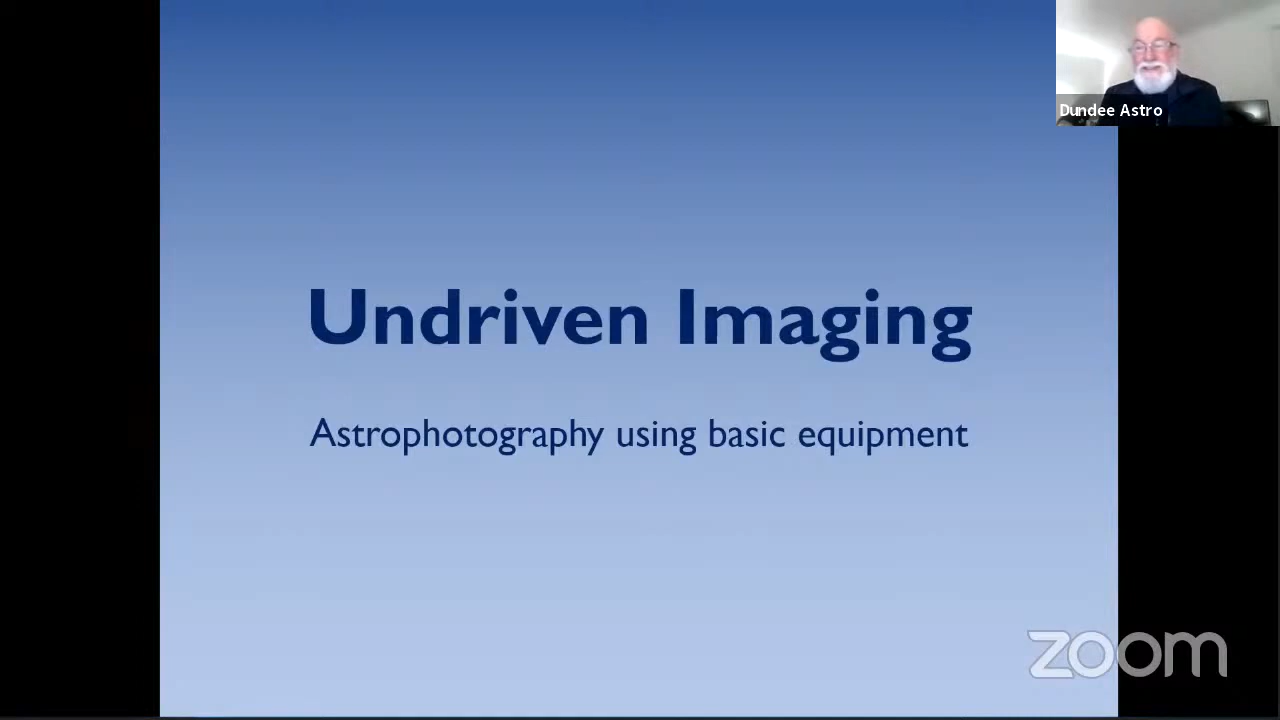 Dundee Astro
Undriven Imaging
Astrophotography using basic equipment
zoom